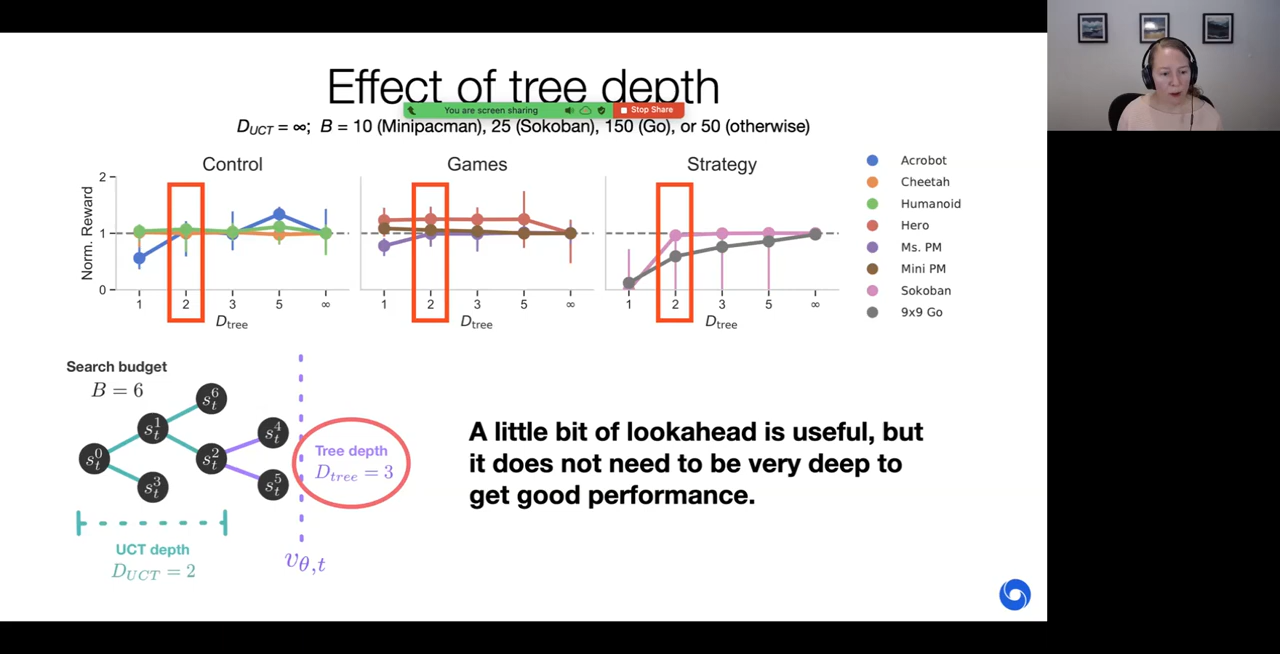 Effect of tree depth
You are screen sharing
Stop Share
D_UCT = ∞; B = 10 (Minipacman), 25 (Sokoban), 150 (Go), or 50 (otherwise)
Control
Games
Strategy
Norm. Reward
2
1
0
1 2 3 5 ∞
D_tree
1 2 3 5 ∞
D_tree
1 2 3 5 ∞
D_tree
Acrobot
Cheetah
Humanoid
Hero
Ms. PM
Mini PM
Sokoban
9x9 Go
Search budget
B = 6
s_t^0
s_t^1
s_t^6
s_t^3
s_t^2
s_t^4
s_t^5
Tree depth
D_tree = 3
UCT depth
D_UCT = 2
v_θ,t
A little bit of lookahead is useful, but
it does not need to be very deep to
get good performance.